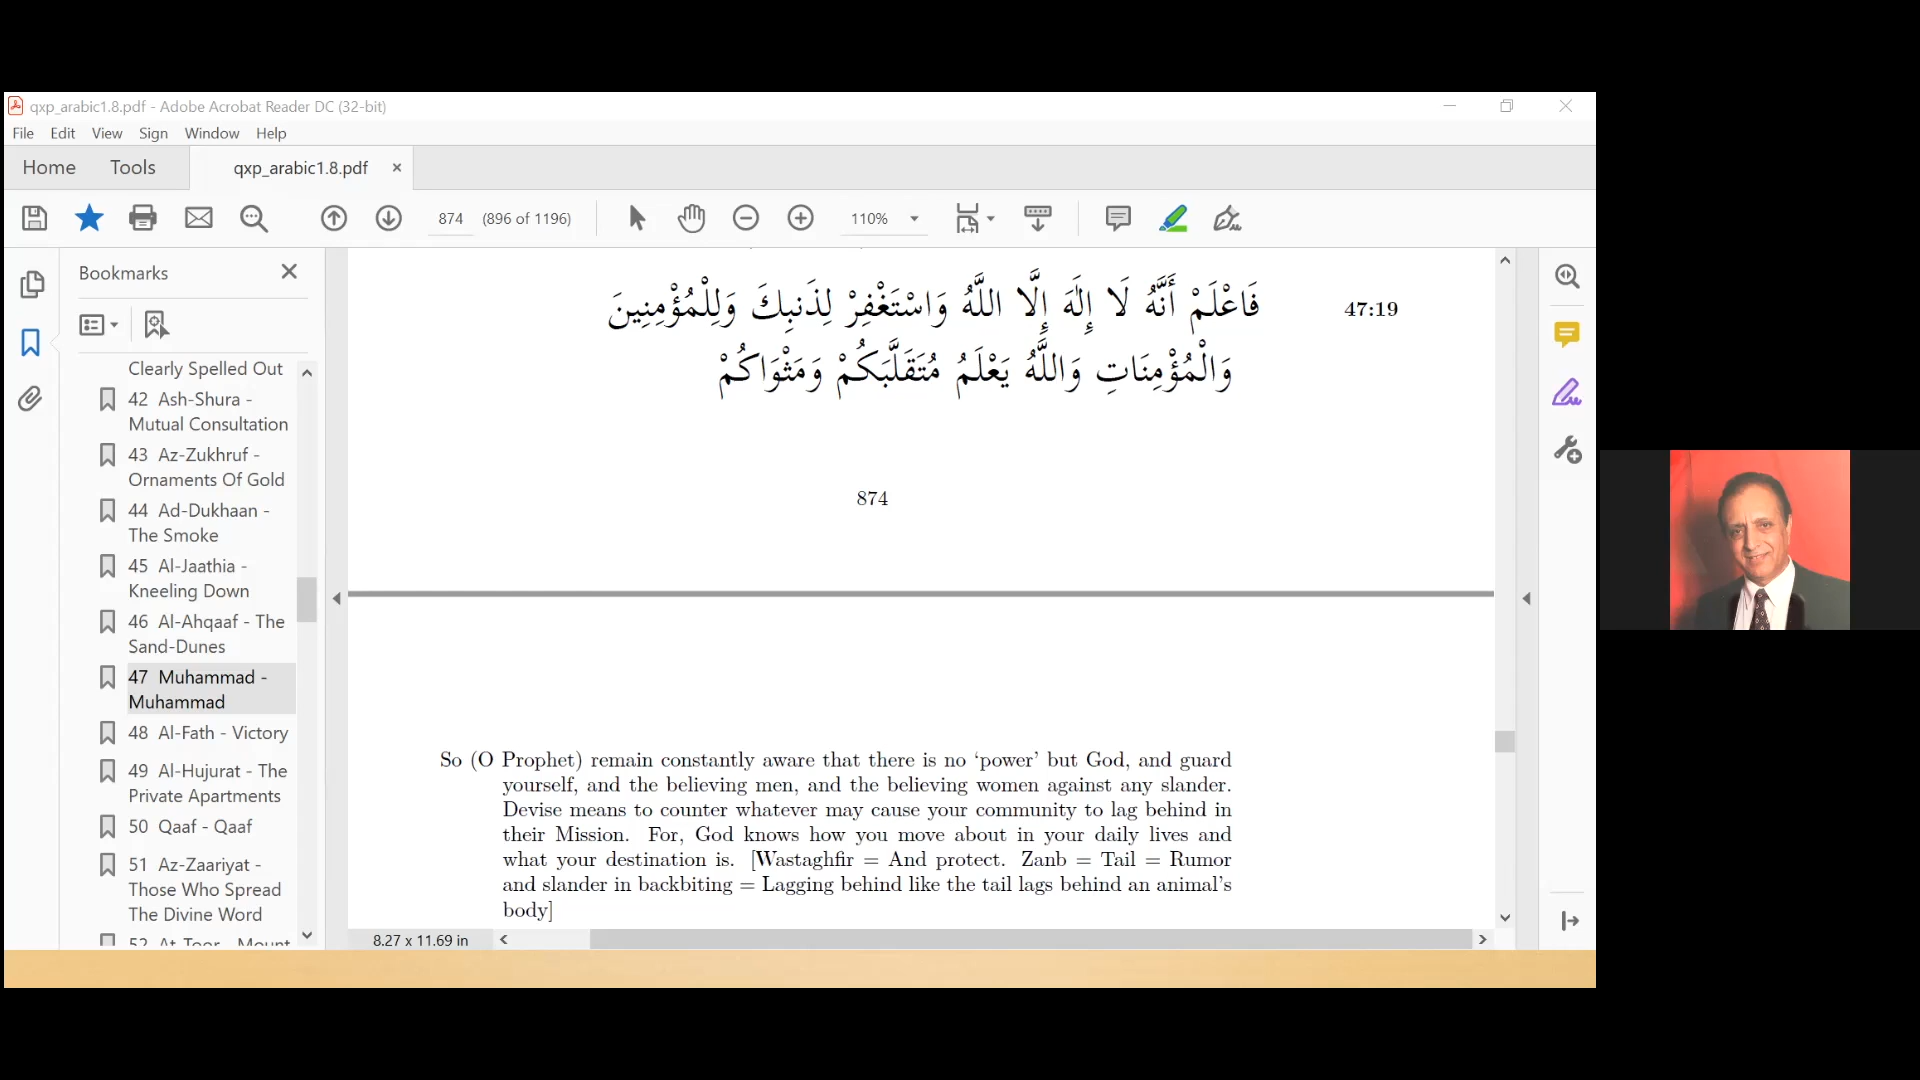 qxp_arabic1.8.pdf - Adobe Acrobat Reader DC (32-bit)
File Edit View Sign Window Help
Home Tools qxp_arabic1.8.pdf
874 (896 of 1196) 110%
Bookmarks
Clearly Spelled Out
42 Ash-Shura -
Mutual Consultation
43 Az-Zukhruf -
Ornaments Of Gold
44 Ad-Dukhaan -
The Smoke
45 Al-Jaathia -
Kneeling Down
46 Al-Ahqaaf - The
Sand-Dunes
47 Muhammad -
Muhammad
48 Al-Fath - Victory
49 Al-Hujurat - The
Private Apartments
50 Qaaf - Qaaf
51 Az-Zaariyat -
Those Who Spread
The Divine Word
52 At-Toor - Mount
47:19
فَاعْلَمْ أَنَّهُ لَا إِلَٰهَ إِلَّا اللَّهُ وَاسْتَغْفِرْ لِذَنبِكَ وَلِلْمُؤْمِنِينَ
وَالْمُؤْمِنَاتِ وَاللَّهُ يَعْلَمُ مُتَقَلَّبَكُمْ وَمَثْوَاكُمْ
874
So (O Prophet) remain constantly aware that there is no ‘power’ but God, and guard
yourself, and the believing men, and the believing women against any slander.
Devise means to counter whatever may cause your community to lag behind in
their Mission. For, God knows how you move about in your daily lives and
what your destination is. [Wastaghfir = And protect. Zanb = Tail = Rumor
and slander in backbiting = Lagging behind like the tail lags behind an animal’s
body]
8.27 x 11.69 in